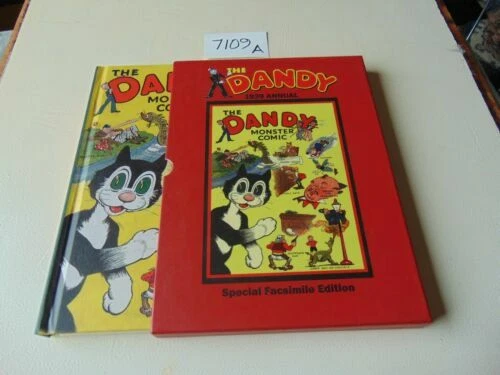 7109 A
THE
DANDY
MONSTER
COMIC
THE
DANDY
1939 ANNUAL
THE
DANDY
MONSTER
COMIC
Special Facsimile Edition